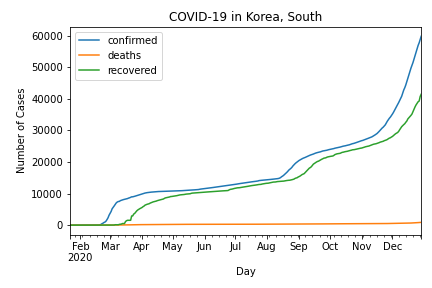 COVID-19 in Korea, South
confirmed
deaths
recovered
Number of Cases
60000
50000
40000
30000
20000
10000
0
Feb Mar Apr May Jun Jul Aug Sep Oct Nov Dec
2020
Day